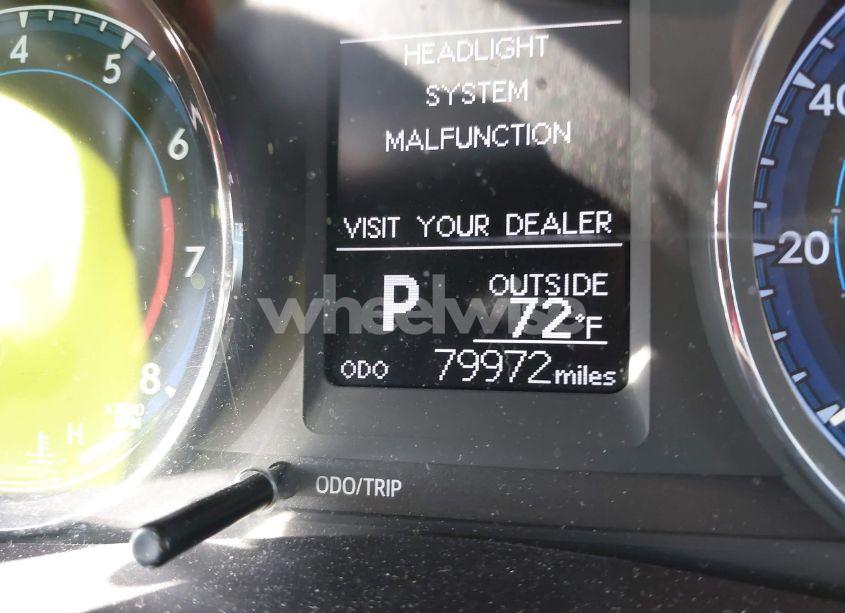 HEADLIGHT
SYSTEM
MALFUNCTION
VISIT YOUR DEALER
P
OUTSIDE
72°F
ODO 79972 miles
wheelwise
4
5
6
7
8
H
40
20
ODO/TRIP